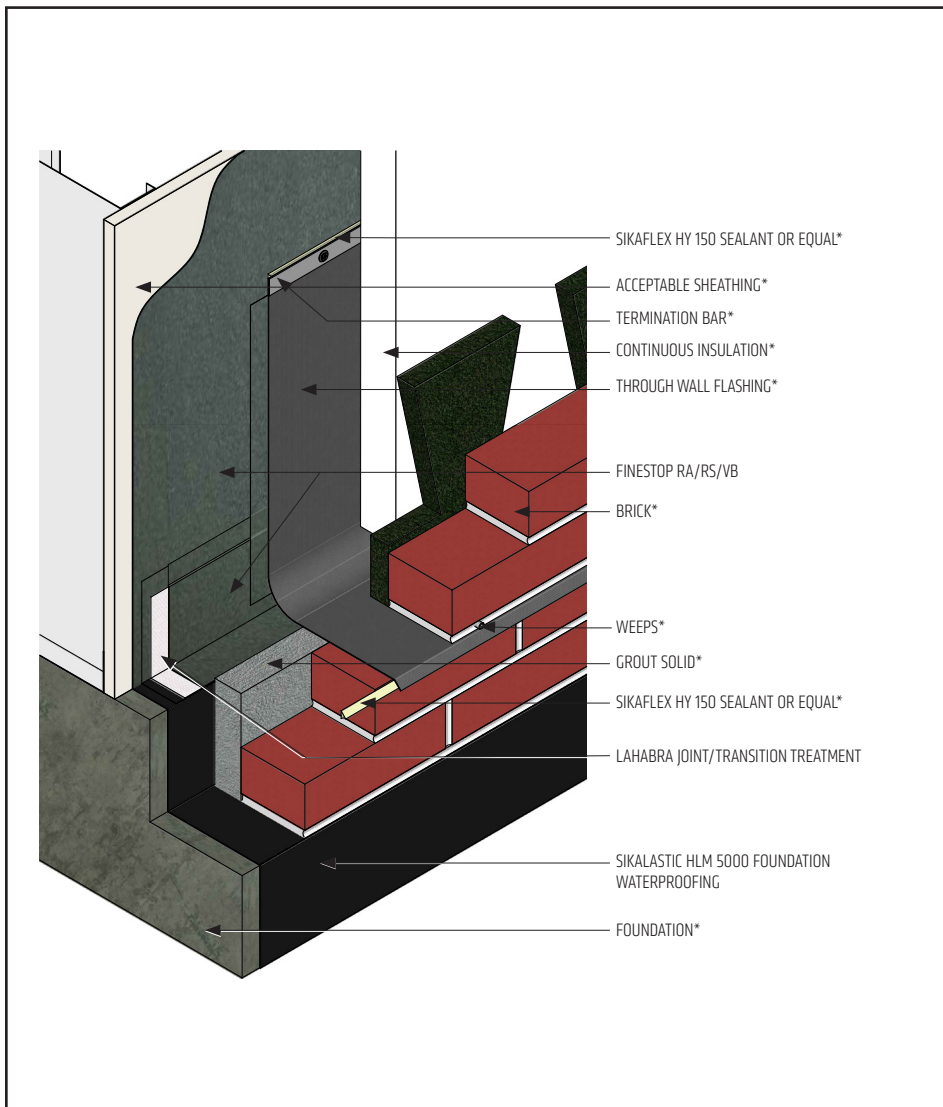 SIKAFLEX HY 150 SEALANT OR EQUAL*
ACCEPTABLE SHEATHING*
TERMINATION BAR*
CONTINUOUS INSULATION*
THROUGH WALL FLASHING*
FINESTOP RA/RS/VB
BRICK*
WEEPS*
GROUT SOLID*
SIKAFLEX HY 150 SEALANT OR EQUAL*
LAHABRA JOINT/TRANSITION TREATMENT
SIKALASTIC HLM 5000 FOUNDATION
WATERPROOFING
FOUNDATION*